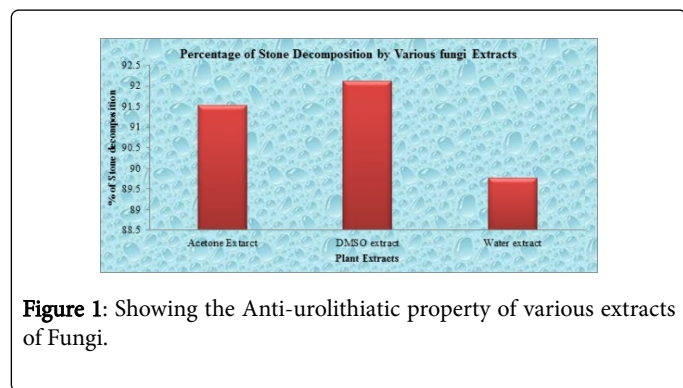 Percentage of Stone Decomposition by Various fungi Extracts
% of Stone decomposition
92.5
92
91.5
91
90.5
90
89.5
89
88.5
Acetone Extarct
DMSO extract
Water extract
Plant Extracts
Figure 1: Showing the Anti-urolithiatic property of various extracts
of Fungi.